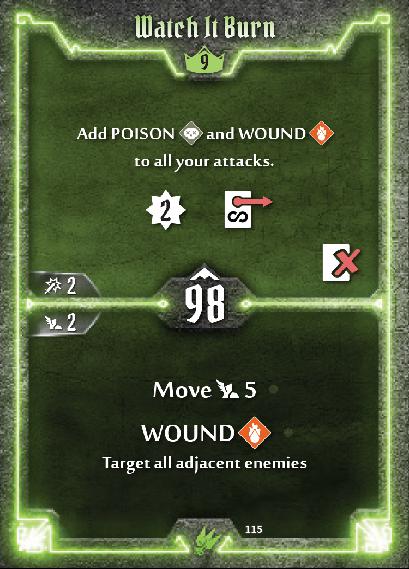 Watch It Burn
9
Add POISON and WOUND
to all your attacks.
2
2
98
2
Move 5
WOUND
Target all adjacent enemies
115